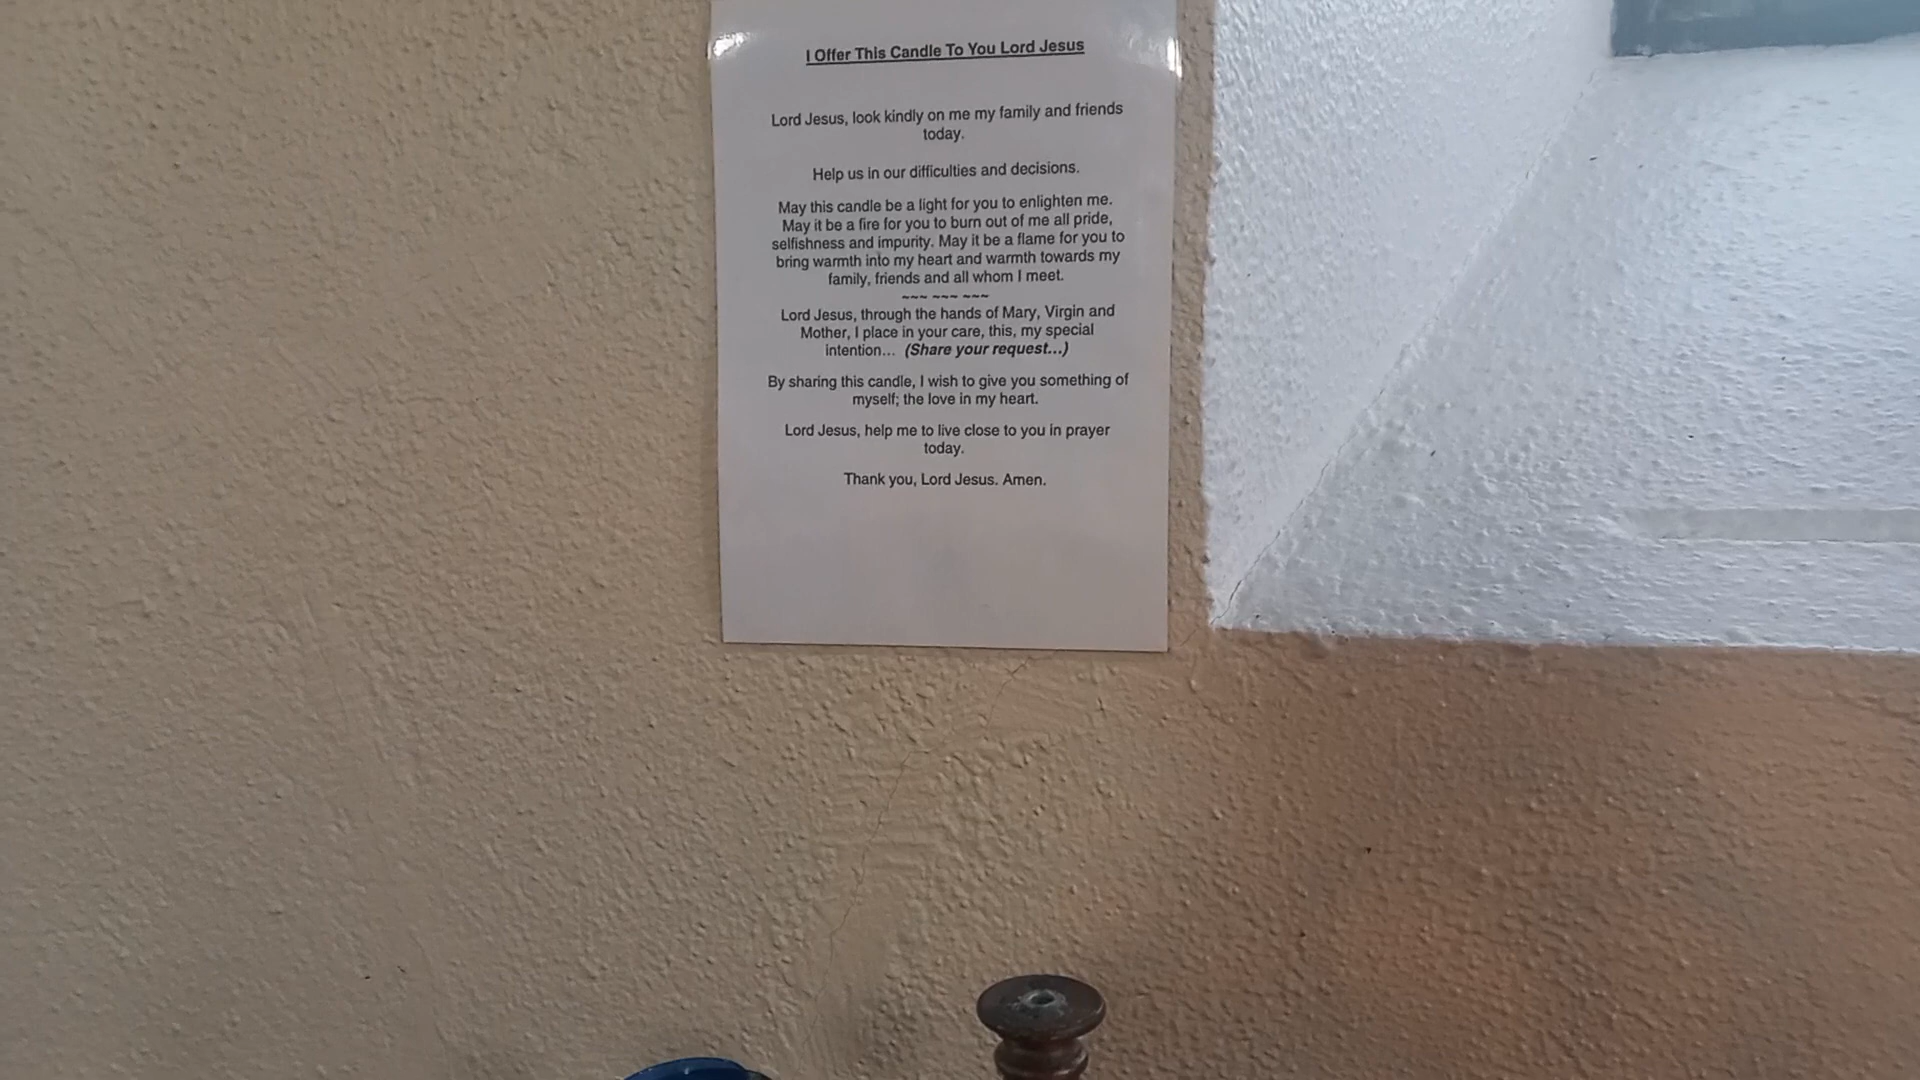 I Offer This Candle To You Lord Jesus
Lord Jesus, look kindly on me my family and friends
today.
Help us in our difficulties and decisions.
May this candle be a light for you to enlighten me.
May it be a fire for you to burn out of me all pride,
selfishness and impurity. May it be a flame for you to
bring warmth into my heart and warmth towards my
family, friends and all whom I meet.
~~~ ~~~ ~~~
Lord Jesus, through the hands of Mary, Virgin and
Mother, I place in your care, this, my special
intention... (Share your request...)
By sharing this candle, I wish to give you something of
myself; the love in my heart.
Lord Jesus, help me to live close to you in prayer
today.
Thank you, Lord Jesus. Amen.